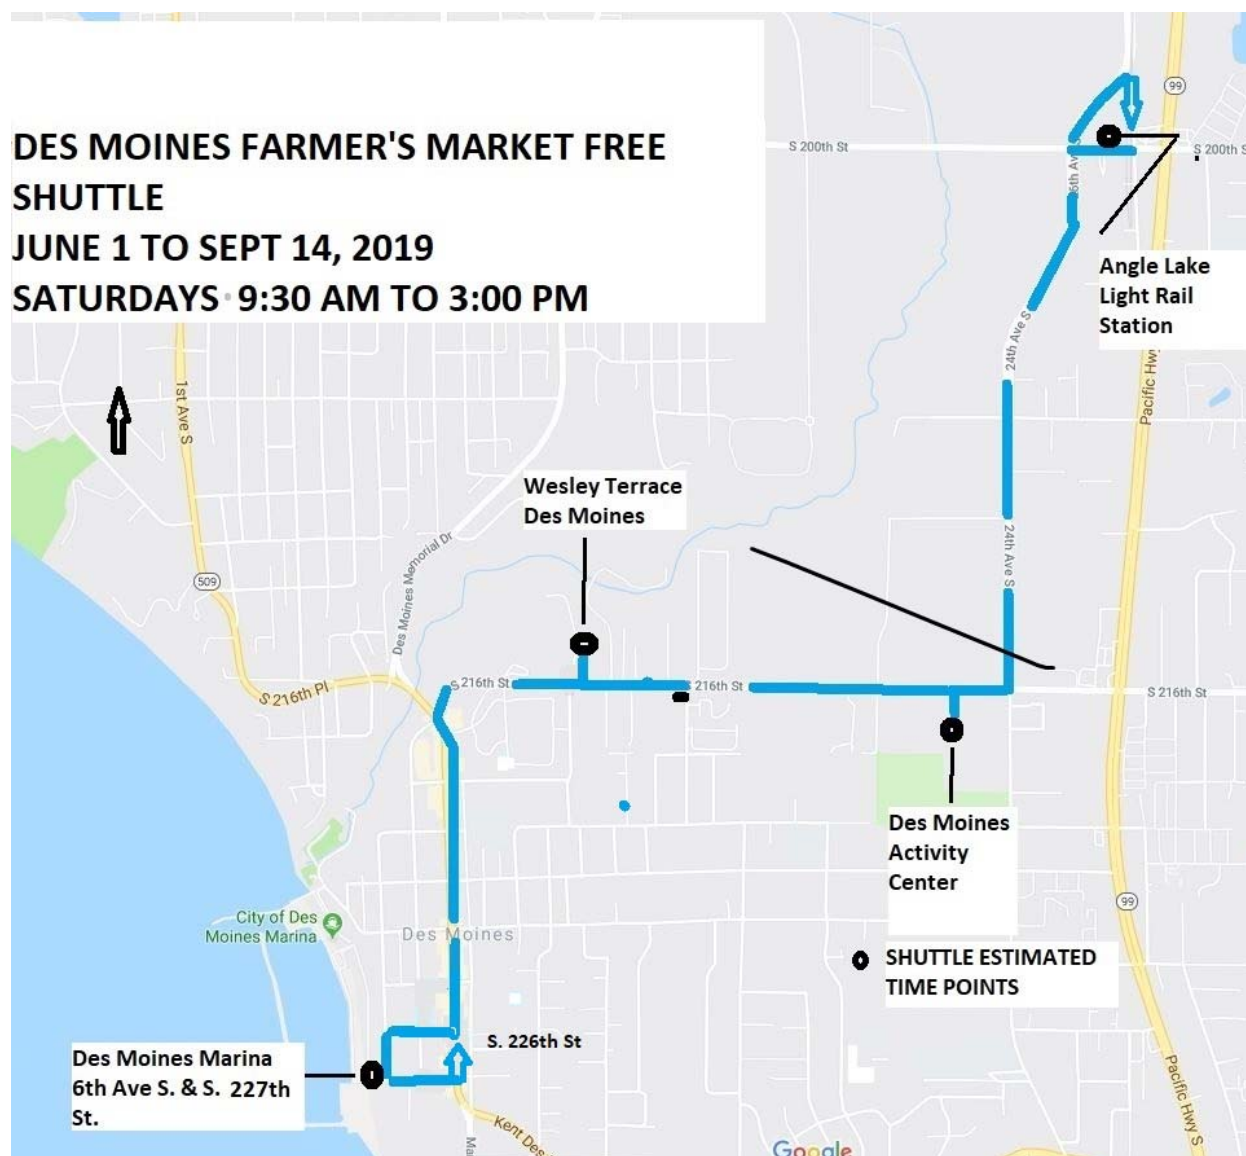 DES MOINES FARMER'S MARKET FREE
SHUTTLE
JUNE 1 TO SEPT 14, 2019
SATURDAYS 9:30 AM TO 3:00 PM
99
S 200th St
S 200th S
Angle Lake
Light Rail
Station
24th Ave S
1st Ave S
Pacific Hwy
Wesley Terrace
Des Moines
Des Moines Memorial Dr
24th Ave S
509
S 216th Pl
S 216th St
216th St
S 216th St
Des Moines
Activity
Center
99
City of Des
Moines Marina
Des Moines
SHUTTLE ESTIMATED
TIME POINTS
S. 226th St
Des Moines Marina
6th Ave S. & S. 227th
St.
Kent Des
Pacific Hwy S
Google